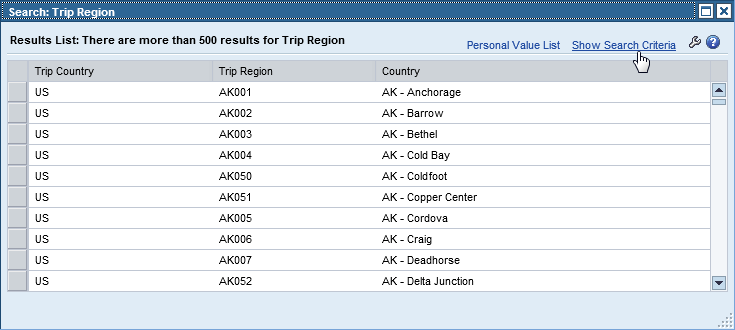 Search: Trip Region
Results List: There are more than 500 results for Trip Region Personal Value List Show Search Criteria ?
Trip Country Trip Region Country
US AK001 AK - Anchorage
US AK002 AK - Barrow
US AK003 AK - Bethel
US AK004 AK - Cold Bay
US AK050 AK - Coldfoot
US AK051 AK - Copper Center
US AK005 AK - Cordova
US AK006 AK - Craig
US AK007 AK - Deadhorse
US AK052 AK - Delta Junction